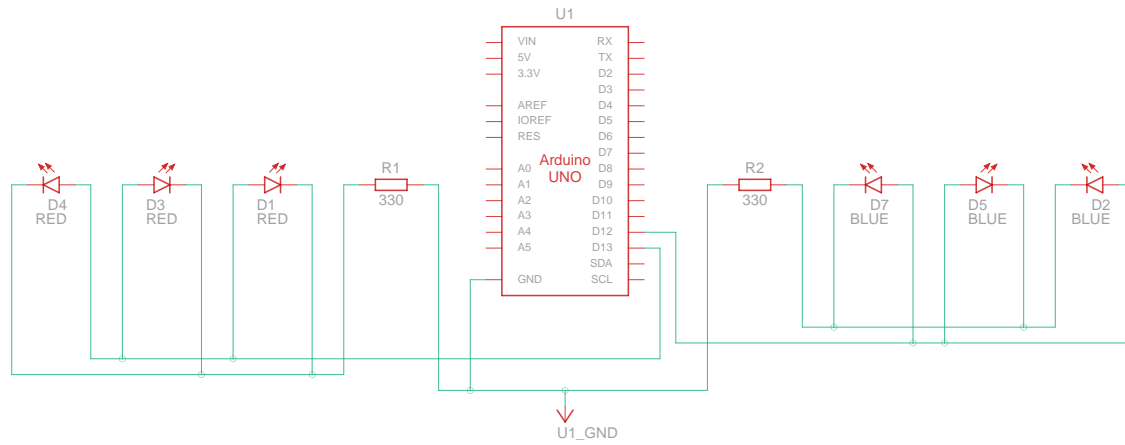 U1
VIN
5V
3.3V
AREF
IOREF
RES
A0
A1
A2
A3
A4
A5
GND
Arduino
UNO
RX
TX
D2
D3
D4
D5
D6
D7
D8
D9
D10
D11
D12
D13
SDA
SCL
D4
RED
D3
RED
D1
RED
R1
330
R2
330
D7
BLUE
D5
BLUE
D2
BLUE
U1_GND